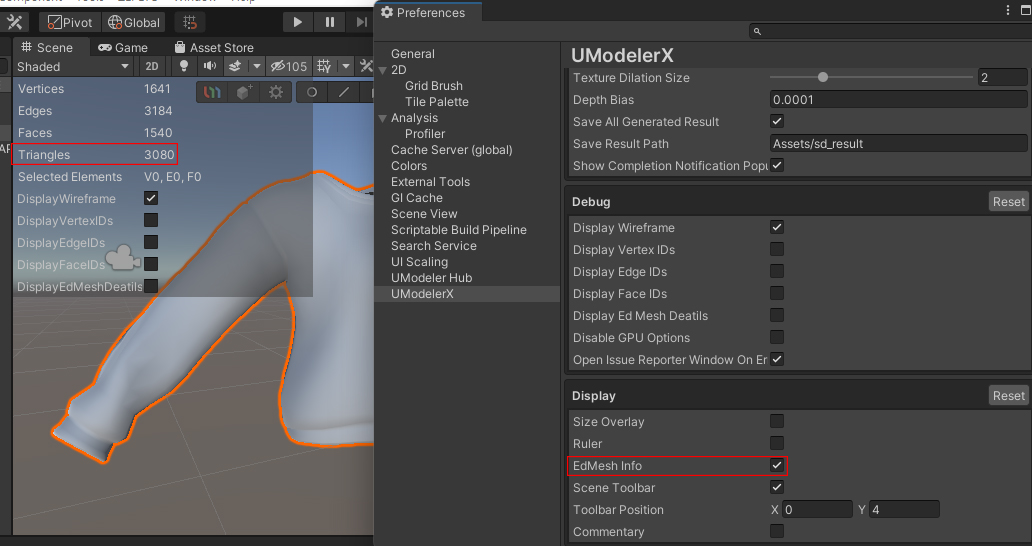 Pivot Global
Scene Game Asset Store
Shaded 2D 105
Vertices 1641
Edges 3184
Faces 1540
Triangles 3080
Selected Elements V0, E0, F0
DisplayWireframe
DisplayVertexIDs
DisplayEdgeIDs
DisplayFaceIDs
DisplayEdMeshDeatils
Preferences
General
2D
Grid Brush
Tile Palette
Analysis
Profiler
Cache Server (global)
Colors
External Tools
GI Cache
Scene View
Scriptable Build Pipeline
Search Service
UI Scaling
UModeler Hub
UModelerX
UModelerX
Texture Dilation Size 2
Depth Bias 0.0001
Save All Generated Result
Save Result Path Assets/sd_result
Show Completion Notification Popu
Debug Reset
Display Wireframe
Display Vertex IDs
Display Edge IDs
Display Face IDs
Display Ed Mesh Deatils
Disable GPU Options
Open Issue Reporter Window On Er
Display Reset
Size Overlay
Ruler
EdMesh Info
Scene Toolbar
Toolbar Position X 0 Y 4
Commentary